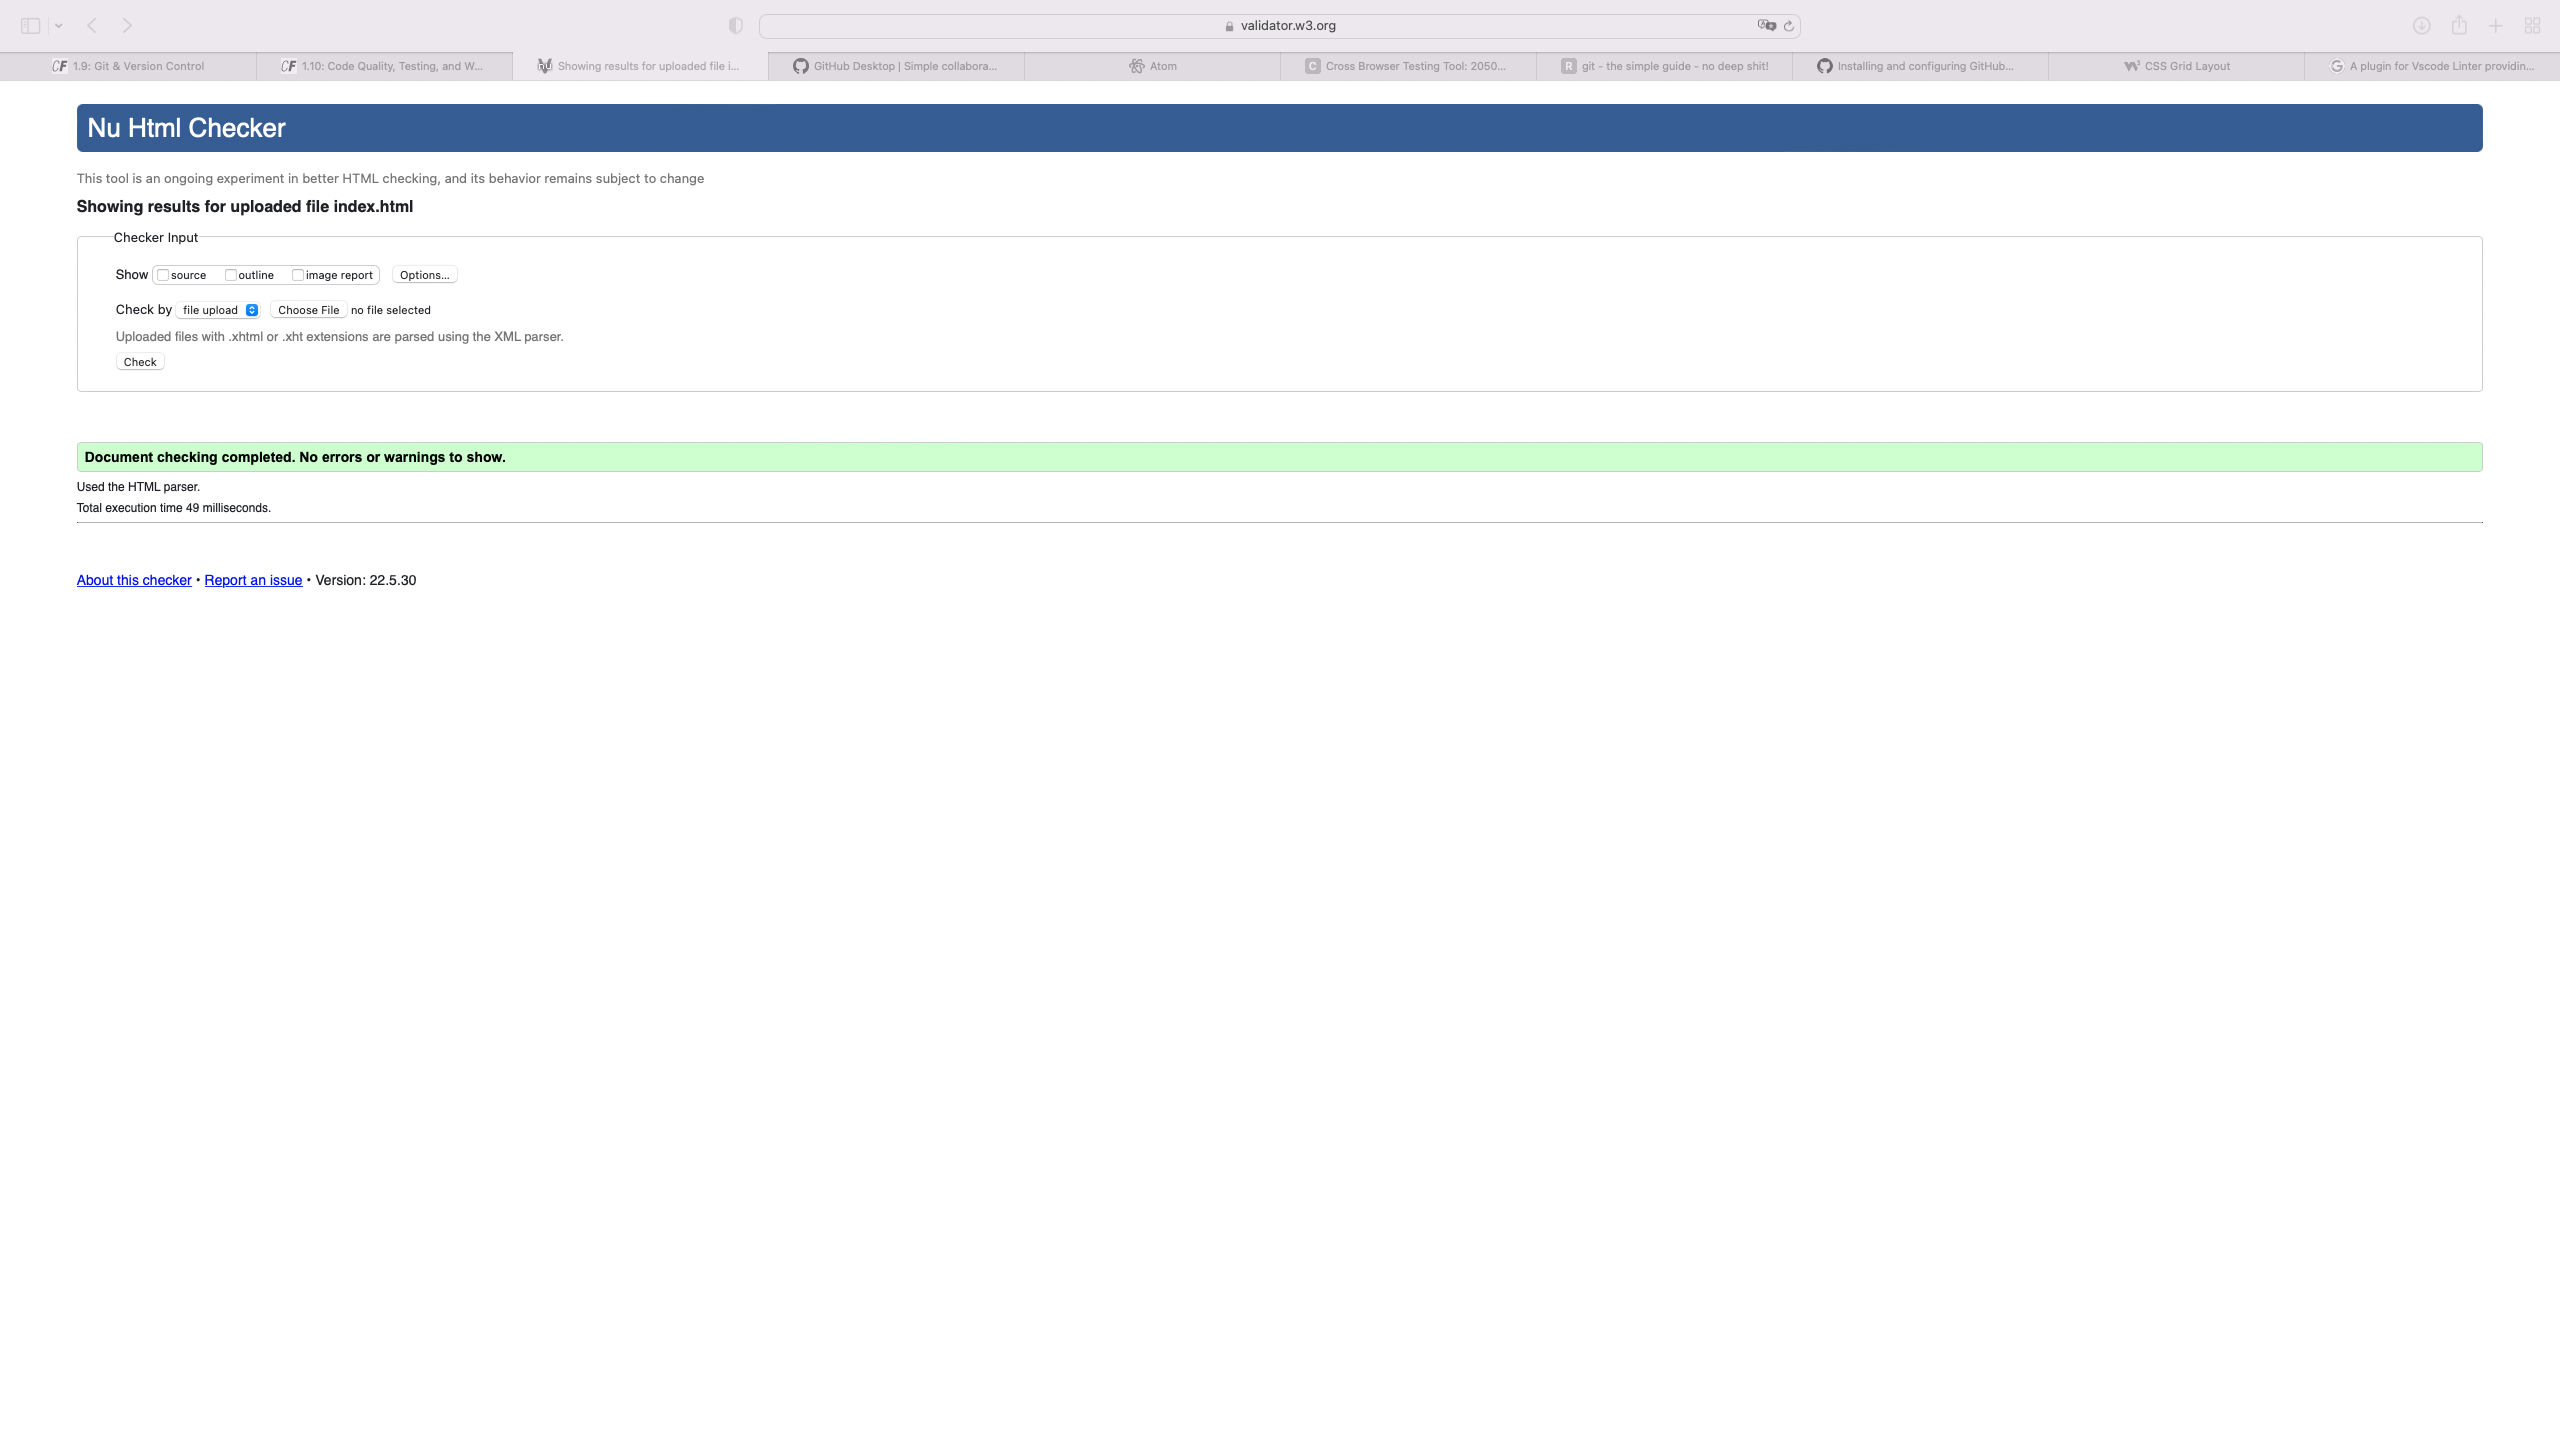 validator.w3.org
CF 1.9: Git & Version Control
CF 1.10: Code Quality, Testing, and W...
Showing results for uploaded file i...
GitHub Desktop | Simple collabora...
Atom
C Cross Browser Testing Tool: 2050...
R git - the simple guide - no deep shit!
Installing and configuring GitHub...
CSS Grid Layout
G A plugin for Vscode Linter providin...
Nu Html Checker
This tool is an ongoing experiment in better HTML checking, and its behavior remains subject to change
Showing results for uploaded file index.html
Checker Input
Show source outline image report Options...
Check by file upload Choose File no file selected
Uploaded files with .xhtml or .xht extensions are parsed using the XML parser.
Check
Document checking completed. No errors or warnings to show.
Used the HTML parser.
Total execution time 49 milliseconds.
About this checker • Report an issue • Version: 22.5.30